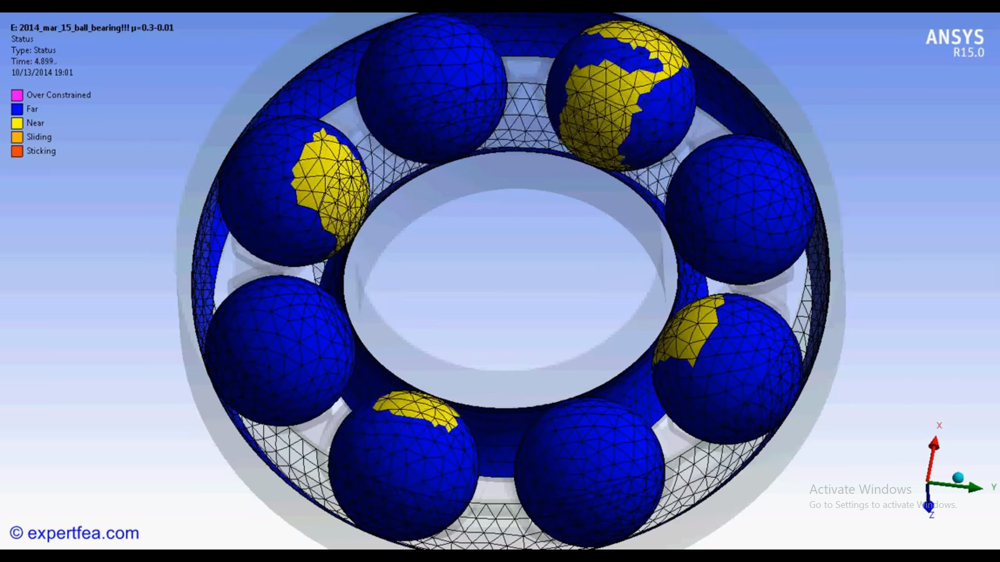 E: 2014_mar_15_ball_bearing!!! μ=0.3-0.01
Status
Type: Status
Time: 4.899
10/13/2014 19:01
Over Constrained
Far
Near
Sliding
Sticking
ANSYS
R15.0
X
Y
Z
Activate Windows
Go to Settings to activate Windows.
© expertfea.com